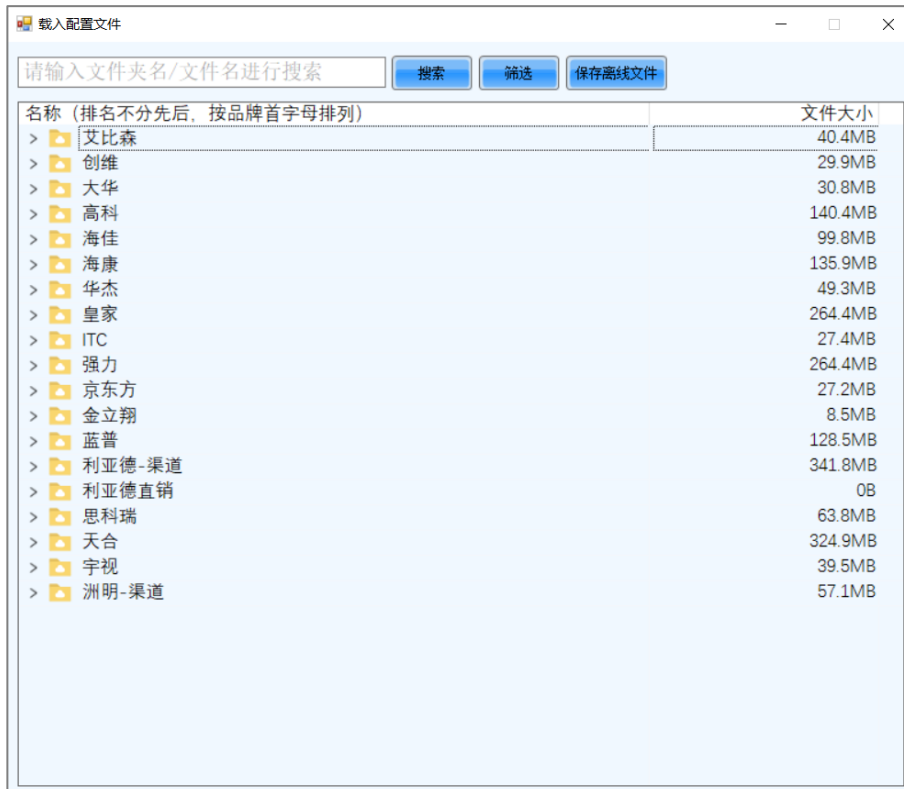 载入配置文件
请输入文件夹名/文件名进行搜索 搜索 筛选 保存离线文件
名称（排名不分先后，按品牌首字母排列） 文件大小
艾比森 40.4MB
创维 29.9MB
大华 30.8MB
高科 140.4MB
海佳 99.8MB
海康 135.9MB
华杰 49.3MB
皇家 264.4MB
ITC 27.4MB
强力 264.4MB
京东方 27.2MB
金立翔 8.5MB
蓝普 128.5MB
利亚德-渠道 341.8MB
利亚德直销 0B
思科瑞 63.8MB
天合 324.9MB
宇视 39.5MB
洲明-渠道 57.1MB